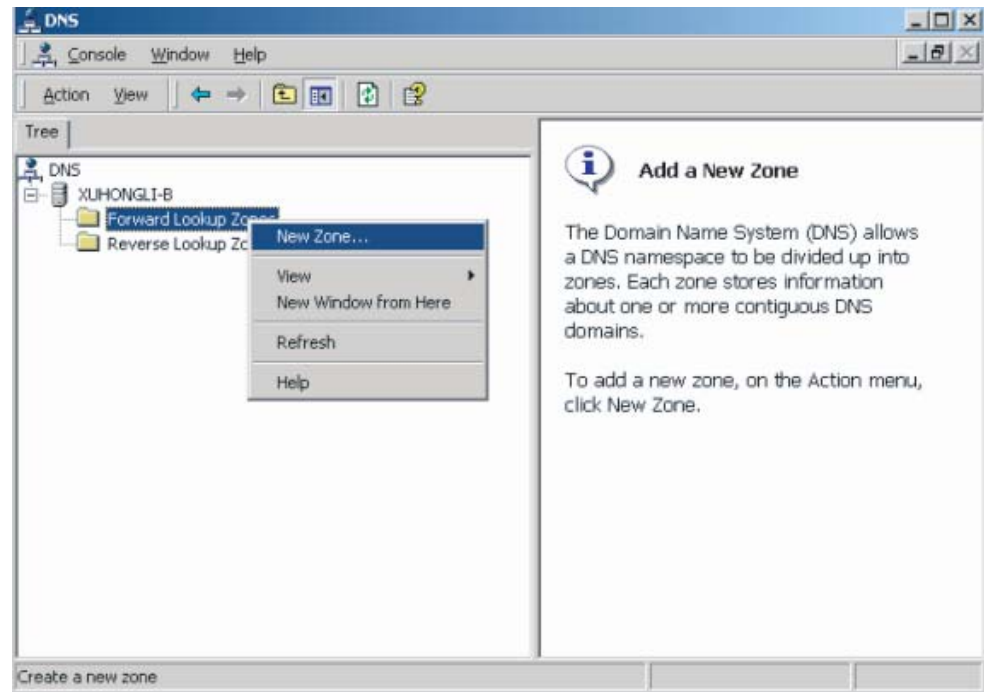 DNS
Console Window Help
Action View
Tree
DNS
XUHONGLI-B
Forward Lookup Zones
Reverse Lookup Zo
New Zone...
View
New Window from Here
Refresh
Help
Add a New Zone
The Domain Name System (DNS) allows
a DNS namespace to be divided up into
zones. Each zone stores information
about one or more contiguous DNS
domains.
To add a new zone, on the Action menu,
click New Zone.
Create a new zone